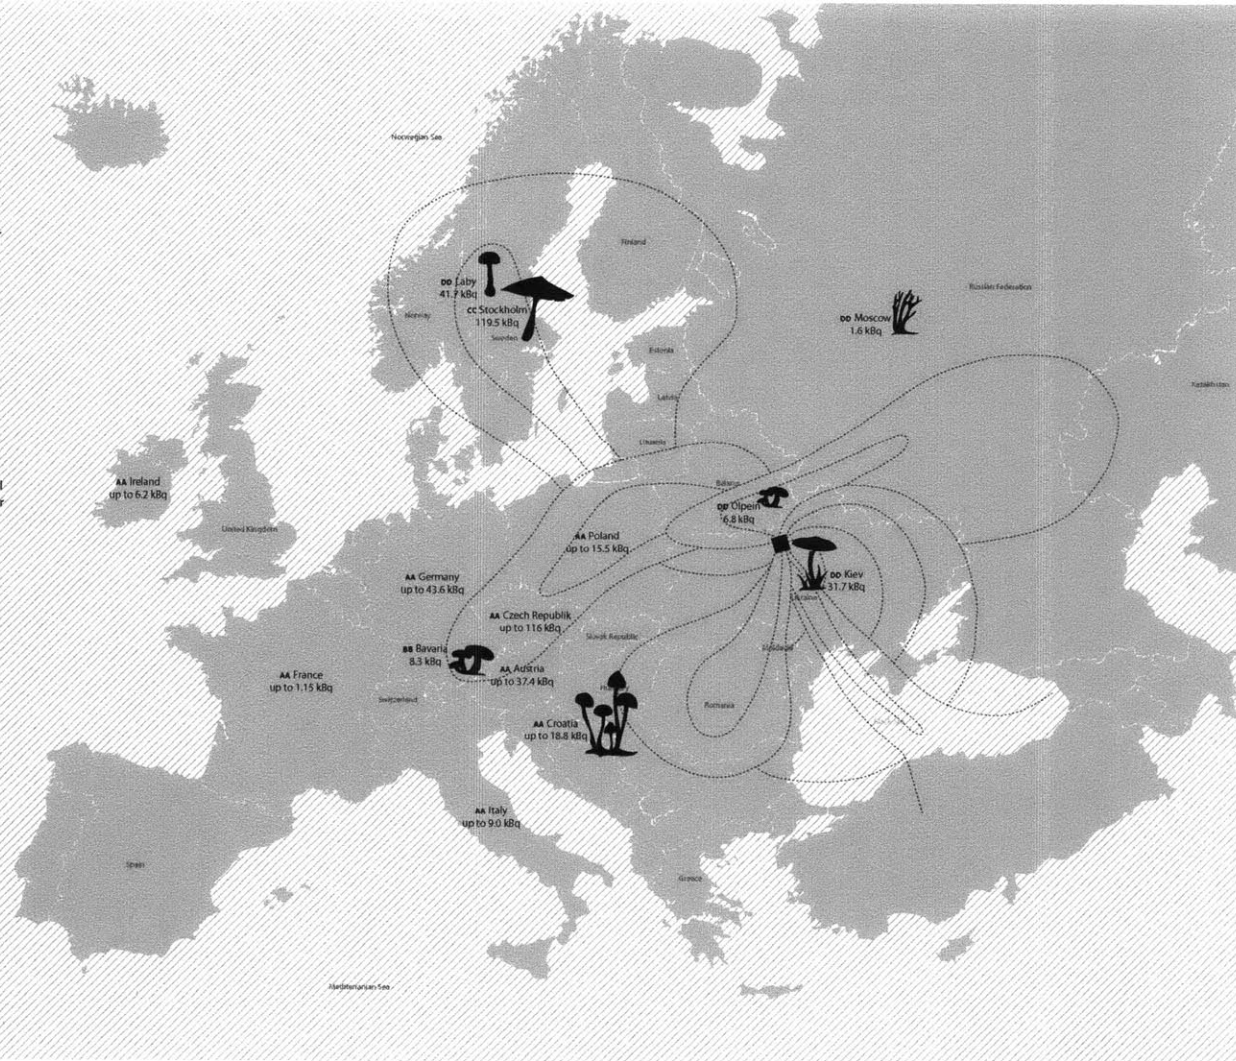 Norwegian Sea
Finland
DD Laby
41.7 kBq
Russian Federation
CC Stockholm
119.5 kBq
Norway
Sweden
DD Moscow
1.6 kBq
Estonia
Kazakhstan
Latvia
Lithuania
AA Ireland
up to 6.2 kBq
Belarus
DD Olpein
6.8 kBq
United Kingdom
AA Poland
up to 15.5 kBq
AA Germany
up to 43.6 kBq
DD Kiev
31.7 kBq
Ukraine
AA Czech Republik
up to 116 kBq
Slovak Republic
BB Bavaria
8.3 kBq
AA France
up to 1.15 kBq
AA Austria
up to 37.4 kBq
Switzerland
Romania
AA Croatia
up to 18.8 kBq
AA Italy
up to 9.0 kBq
Spain
Greece
Mediterranian Sea